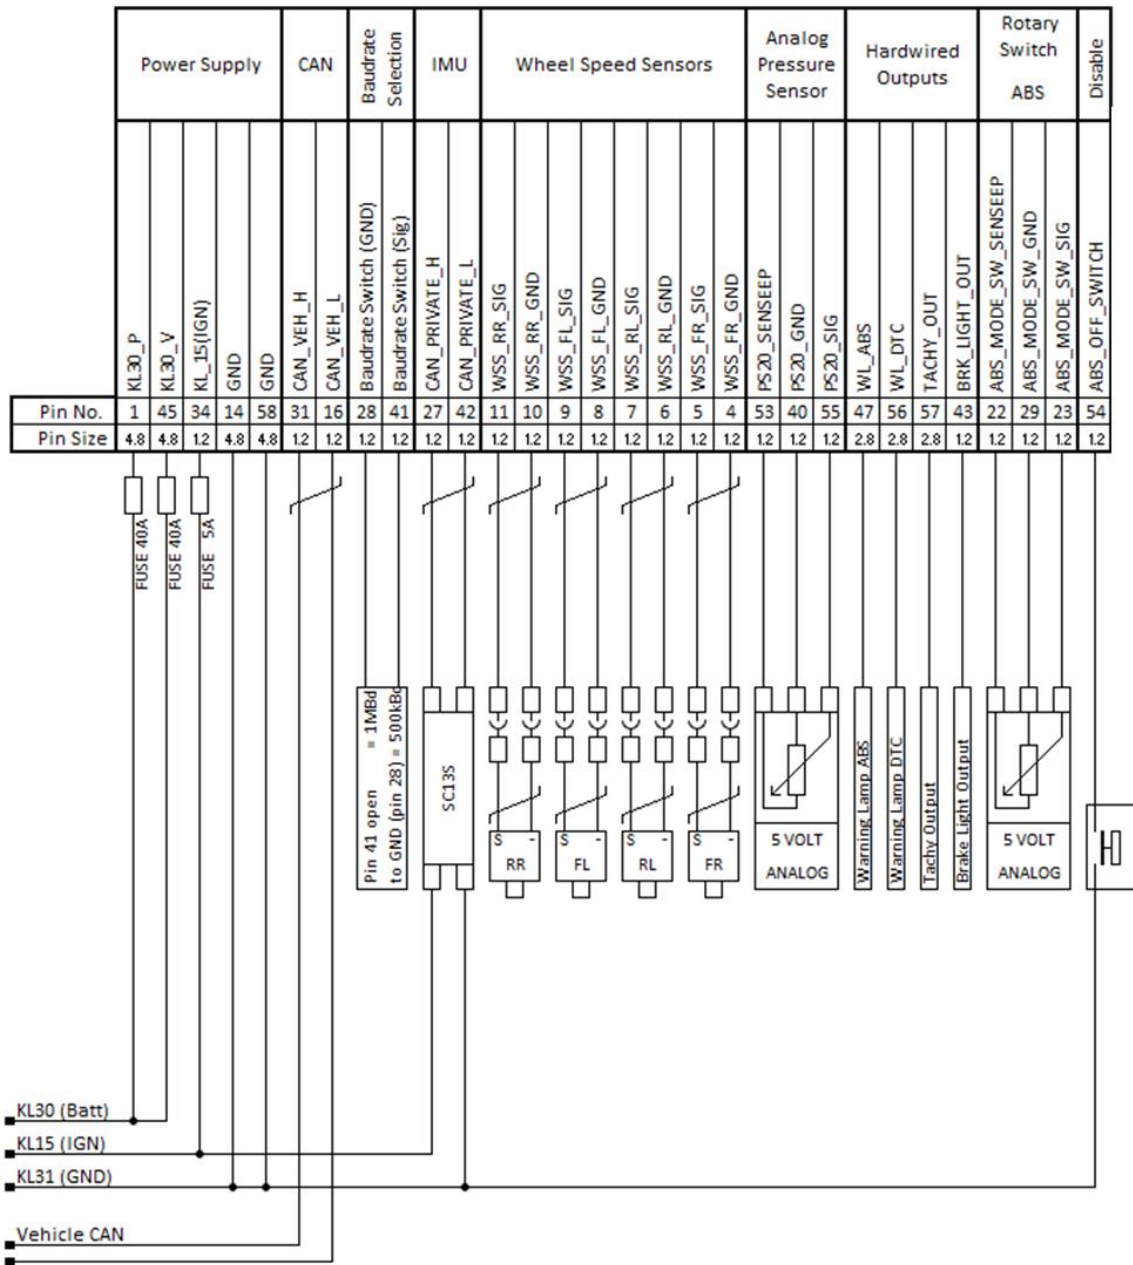 Power Supply
CAN
Baudrate
Selection
IMU
Wheel Speed Sensors
Analog
Pressure
Sensor
Hardwired
Outputs
Rotary
Switch
ABS
Disable
KL30_P
KL30_V
KL_15(IGN)
GND
GND
CAN_VEH_H
CAN_VEH_L
Baudrate Switch (GND)
Baudrate Switch (Sig)
CAN_PRIVATE_H
CAN_PRIVATE_L
WSS_RR_SIG
WSS_RR_GND
WSS_FL_SIG
WSS_FL_GND
WSS_RL_SIG
WSS_RL_GND
WSS_FR_SIG
WSS_FR_GND
PS20_SENSEEP
PS20_GND
PS20_SIG
WL_ABS
WL_DTC
TACHY_OUT
BRK_LIGHT_OUT
ABS_MODE_SW_SENSEEP
ABS_MODE_SW_GND
ABS_MODE_SW_SIG
ABS_OFF_SWITCH
Pin No. 1 45 34 14 58 31 16 28 41 27 42 11 10 9 8 7 6 5 4 53 40 55 47 56 57 43 22 29 23 54
Pin Size 4.8 4.8 1.2 4.8 4.8 1.2 1.2 1.2 1.2 1.2 1.2 1.2 1.2 1.2 1.2 1.2 1.2 1.2 1.2 1.2 1.2 1.2 2.8 2.8 2.8 1.2 1.2 1.2 1.2 1.2
FUSE 40A
FUSE 40A
FUSE 5A
Pin 41 open = 1MBd
to GND (pin 28) = 500kBd
SC13S
S -
RR
S -
FL
S -
RL
S -
FR
5 VOLT
ANALOG
Warning Lamp ABS
Warning Lamp DTC
Tachy Output
Brake Light Output
5 VOLT
ANALOG
KL30 (Batt)
KL15 (IGN)
KL31 (GND)
Vehicle CAN